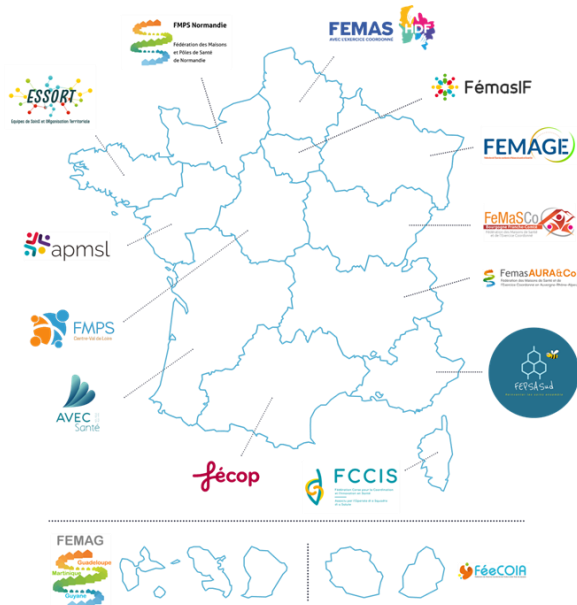 FMPS Normandie
Fédération des Maisons
et Pôles de Santé
de Normandie
FEMAS
AVEC L'EXERCICE COORDONNÉ
HDF
ESSORT
Equipes de Soin et Organisation Territoriale
FémasIF
FEMAGE
FeMaSCo
Bourgogne Franche-Comté
apmsl
FemasAURA&Co
FMPS
Centre-Val de Loire
FEPSASud
AVEC
Santé
fécop
FCCIS
FEMAG
Guadeloupe
Martinique
Guyane
FéeCOIA